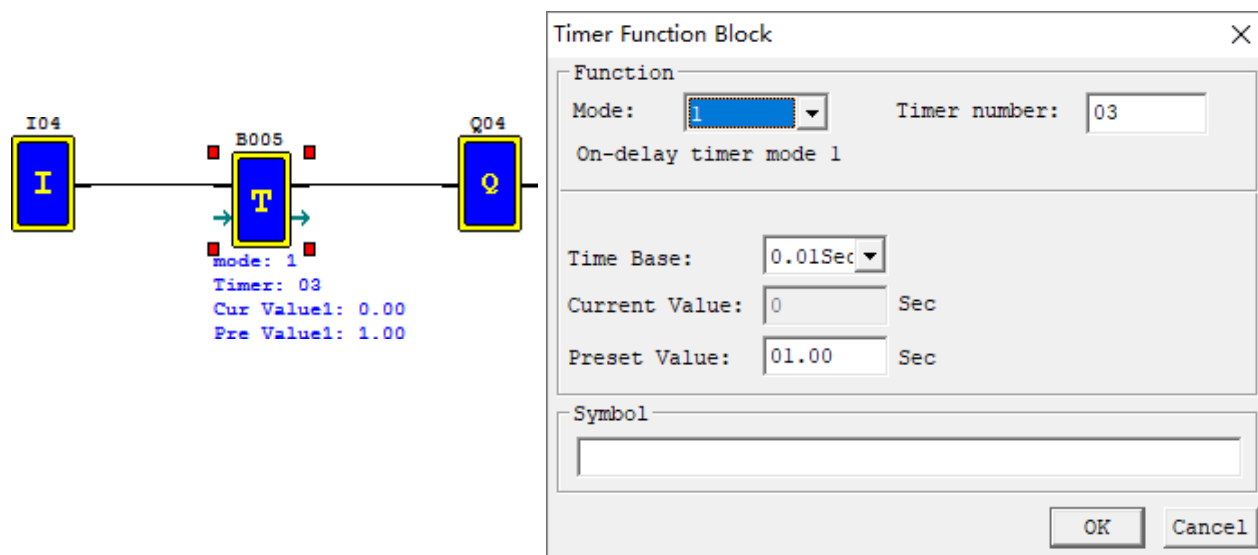 I04
I
B005
T
Q04
Q
mode: 1
Timer: 03
Cur Value1: 0.00
Pre Value1: 1.00
Timer Function Block
Function
Mode: 1 Timer number: 03
On-delay timer mode 1
Time Base: 0.01Sec
Current Value: 0 Sec
Preset Value: 01.00 Sec
Symbol
OK Cancel